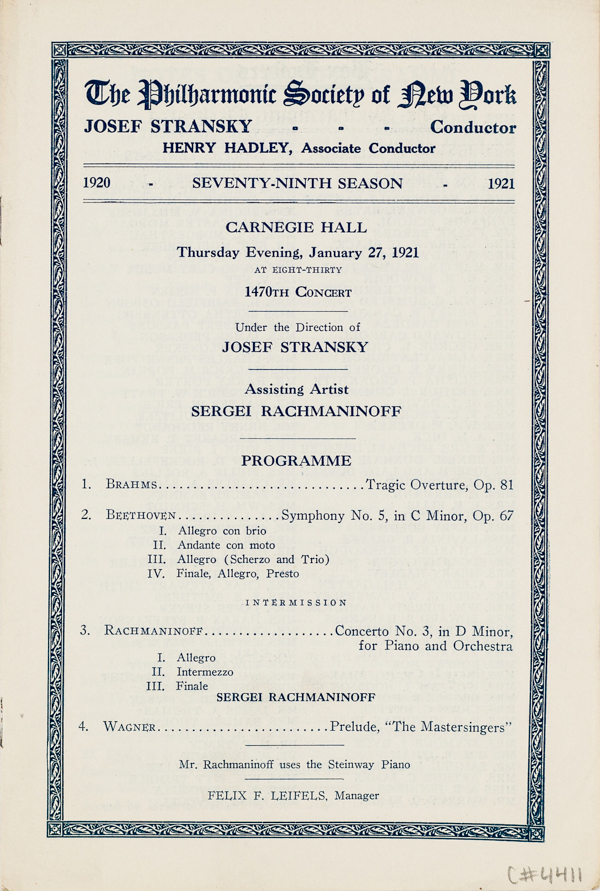 The Philharmonic Society of New York
JOSEF STRANSKY - - - Conductor
HENRY HADLEY, Associate Conductor
1920 - SEVENTY-NINTH SEASON - 1921
CARNEGIE HALL
Thursday Evening, January 27, 1921
AT EIGHT-THIRTY
1470TH CONCERT
Under the Direction of
JOSEF STRANSKY
Assisting Artist
SERGEI RACHMANINOFF
PROGRAMME
1. BRAHMS.............................Tragic Overture, Op. 81
2. BEETHOVEN...............Symphony No. 5, in C Minor, Op. 67
I. Allegro con brio
II. Andante con moto
III. Allegro (Scherzo and Trio)
IV. Finale, Allegro, Presto
INTERMISSION
3. RACHMANINOFF...................Concerto No. 3, in D Minor,
for Piano and Orchestra
I. Allegro
II. Intermezzo
III. Finale
SERGEI RACHMANINOFF
4. WAGNER.........................Prelude, "The Mastersingers"
Mr. Rachmaninoff uses the Steinway Piano
FELIX F. LEIFELS, Manager
C#4411